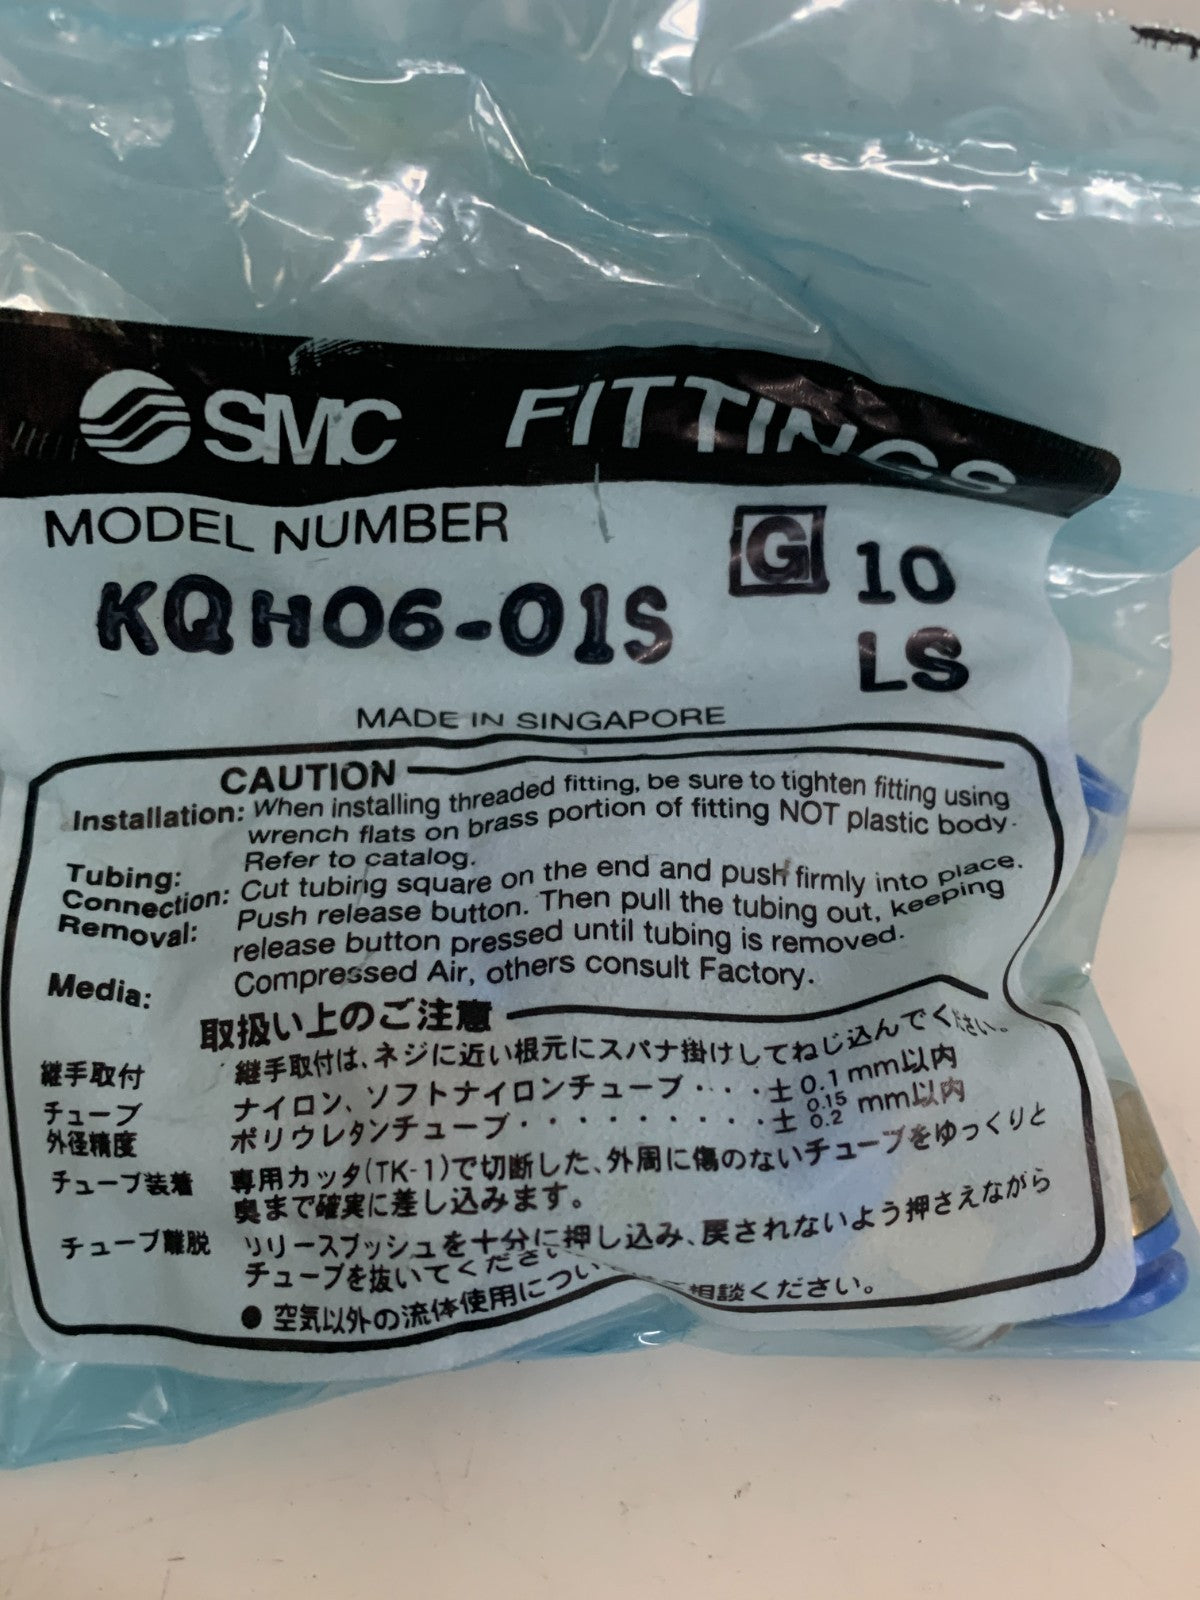 SMC FITTINGS
MODEL NUMBER
G 10
KQH06-01S
LS
MADE IN SINGAPORE
CAUTION
Installation: When installing threaded fitting, be sure to tighten fitting using
wrench flats on brass portion of fitting NOT plastic body.
Refer to catalog.
Tubing:
Connection: Cut tubing square on the end and push firmly into place.
Removal: Push release button. Then pull the tubing out, keeping
release button pressed until tubing is removed.
Media: Compressed Air, others consult Factory.
取扱い上のご注意
継手取付 継手取付は、ネジに近い根元にスパナ掛けしてねじ込んでください。
チューブ ナイロン、ソフトナイロンチューブ・・・± 0.1 mm以内
外径精度 ポリウレタンチューブ・・・・・・・・・± 0.15 0.2 mm以内
チューブ装着 専用カッタ(TK-1)で切断した、外周に傷のないチューブをゆっくりと
奥まで確実に差し込みます。
チューブ離脱 リリースブッシュを十分に押し込み、戻されないよう押さえながら
チューブを抜いてください
● 空気以外の流体使用につい 相談ください。